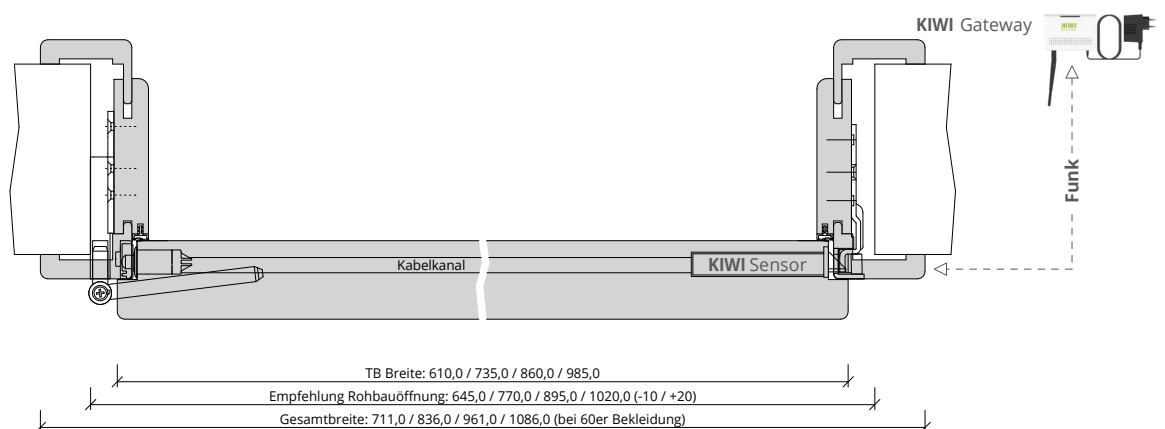 KIWI Gateway
KIWI
Funk
Kabelkanal
KIWI Sensor
TB Breite: 610,0 / 735,0 / 860,0 / 985,0
Empfehlung Rohbauöffnung: 645,0 / 770,0 / 895,0 / 1020,0 (-10 / +20)
Gesamtbreite: 711,0 / 836,0 / 961,0 / 1086,0 (bei 60er Bekleidung)